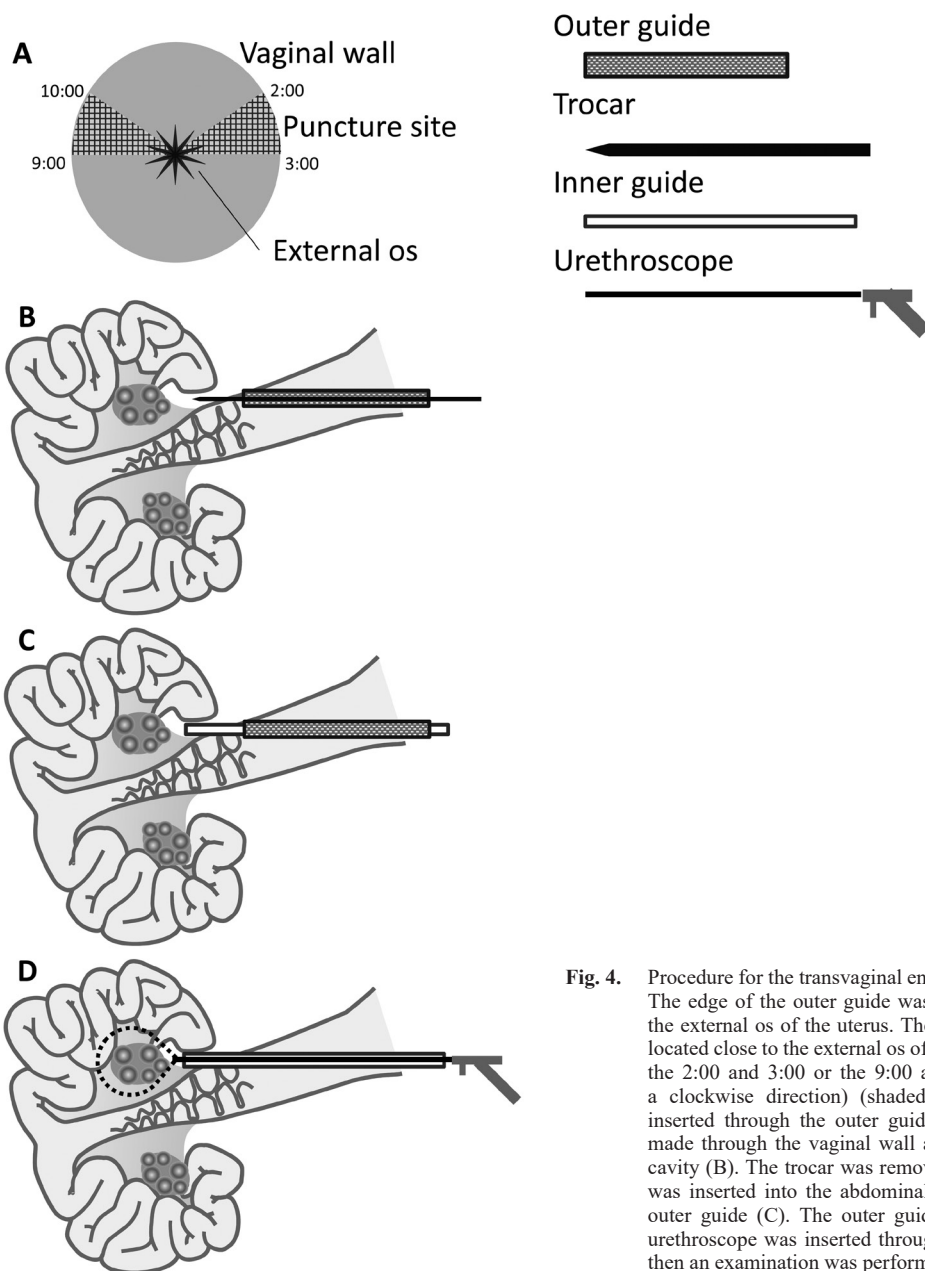 A
Vaginal wall
10:00
2:00
Puncture site
9:00
3:00
External os
Outer guide
Trocar
Inner guide
Urethroscope
B
C
D
Fig. 4. Procedure for the transvaginal en
The edge of the outer guide was
the external os of the uterus. The
located close to the external os of
the 2:00 and 3:00 or the 9:00 a
a clockwise direction) (shaded
inserted through the outer guid
made through the vaginal wall a
cavity (B). The trocar was remov
was inserted into the abdominal
outer guide (C). The outer guid
urethroscope was inserted throug
then an examination was perform